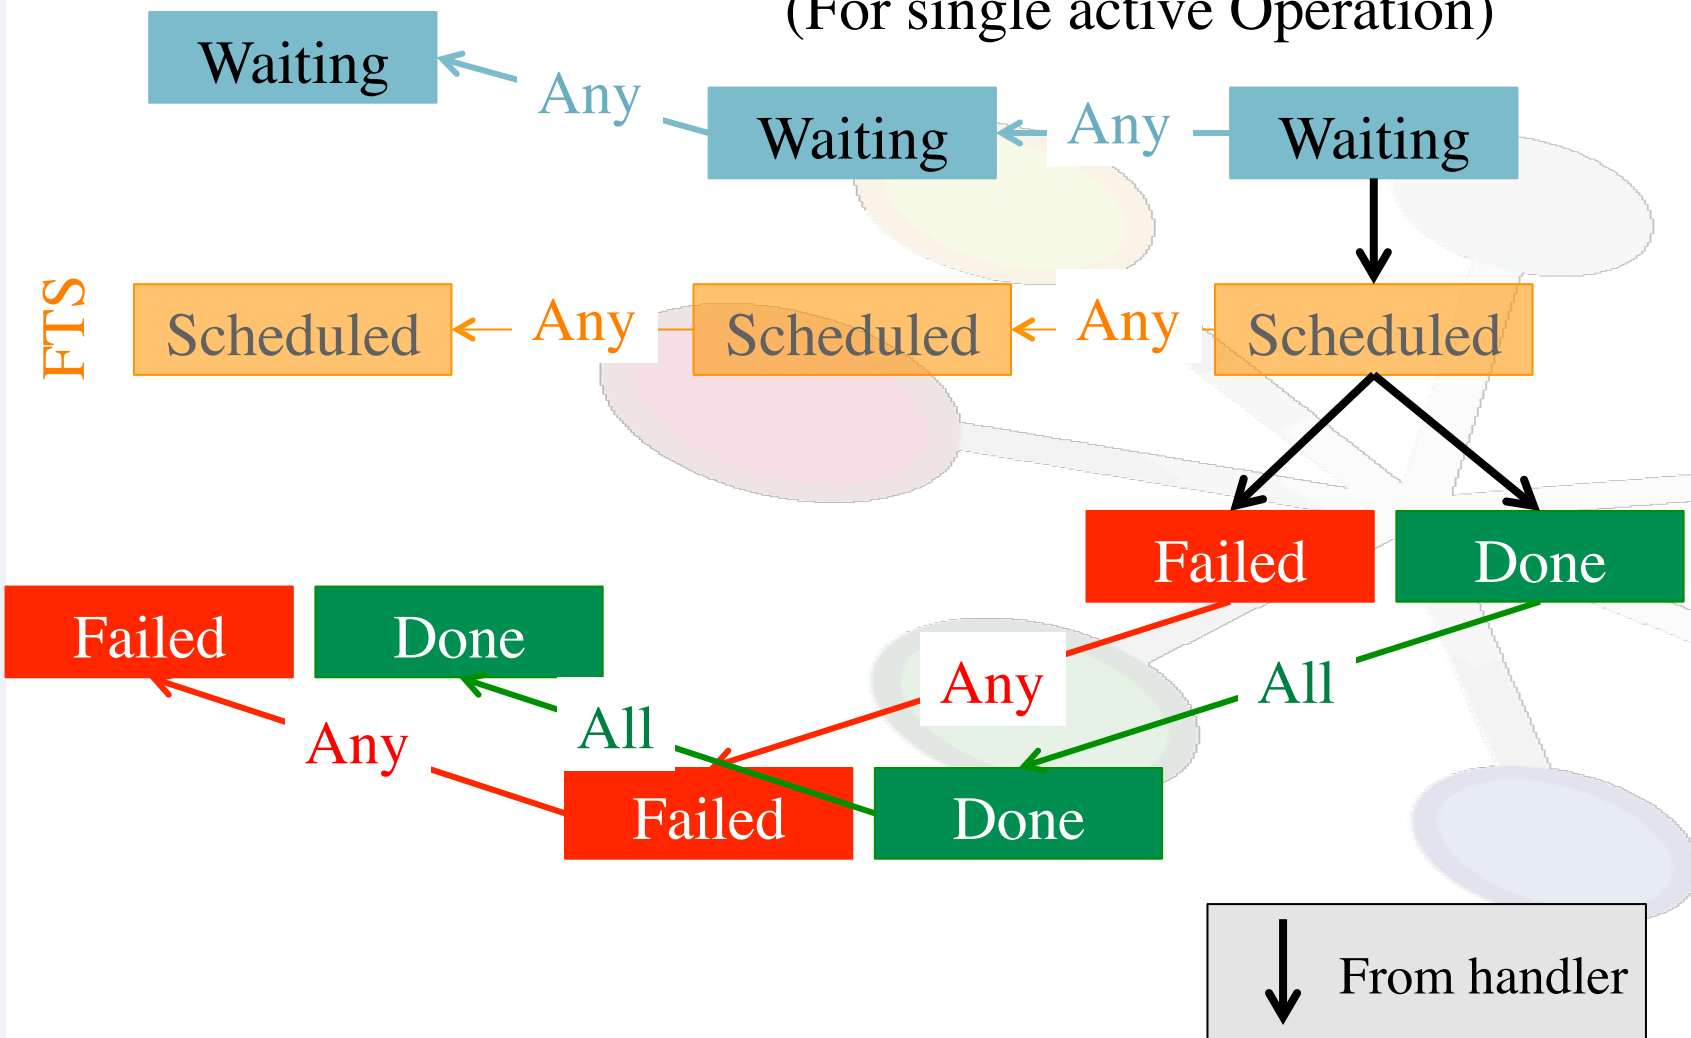 (For single active Operation)
Waiting
Any
Waiting
Any
Waiting
FTS
Scheduled
Any
Scheduled
Any
Scheduled
Failed
Done
Failed
Done
Any
All
Any
All
Failed
Done
From handler